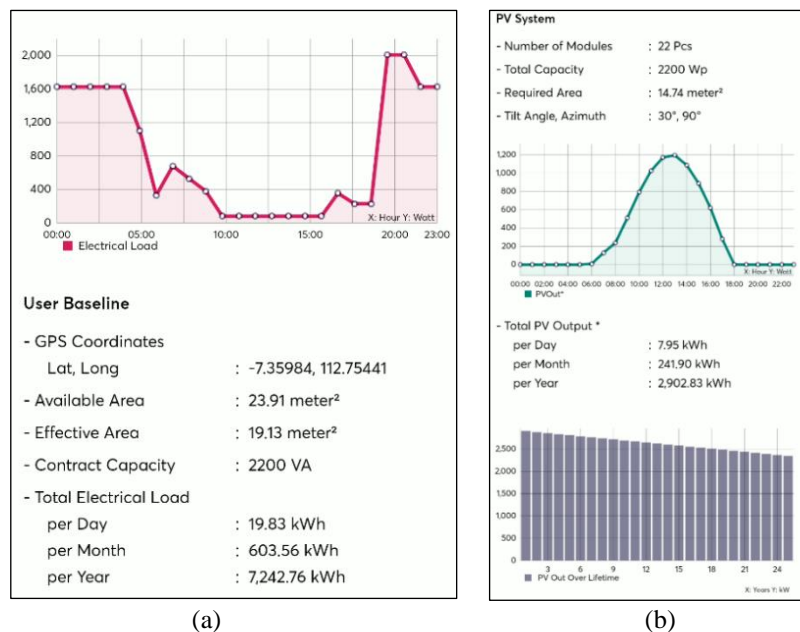 2,000
1,600
1,200
800
400
0
X: Hour Y: Watt
00:00 05:00 10:00 15:00 20:00 23:00
Electrical Load
User Baseline
- GPS Coordinates
Lat, Long : -7.35984, 112.75441
- Available Area : 23.91 meter²
- Effective Area : 19.13 meter²
- Contract Capacity : 2200 VA
- Total Electrical Load
per Day : 19.83 kWh
per Month : 603.56 kWh
per Year : 7,242.76 kWh
(a)
PV System
- Number of Modules : 22 Pcs
- Total Capacity : 2200 Wp
- Required Area : 14.74 meter²
- Tilt Angle, Azimuth : 30°, 90°
1200
1,000
800
600
400
200
0
X: Hour Y: Watt
00:00 02:00 04:00 06:00 08:00 10:00 12:00 14:00 16:00 18:00 20:00 22:00
PVOut*
- Total PV Output *
per Day : 7.95 kWh
per Month : 241,90 kWh
per Year : 2,902.83 kWh
2,500
2,000
1,500
1,000
500
0
3 6 9 12 15 18 21 24
PV Out Over Lifetime
X: Years Y: kW
(b)